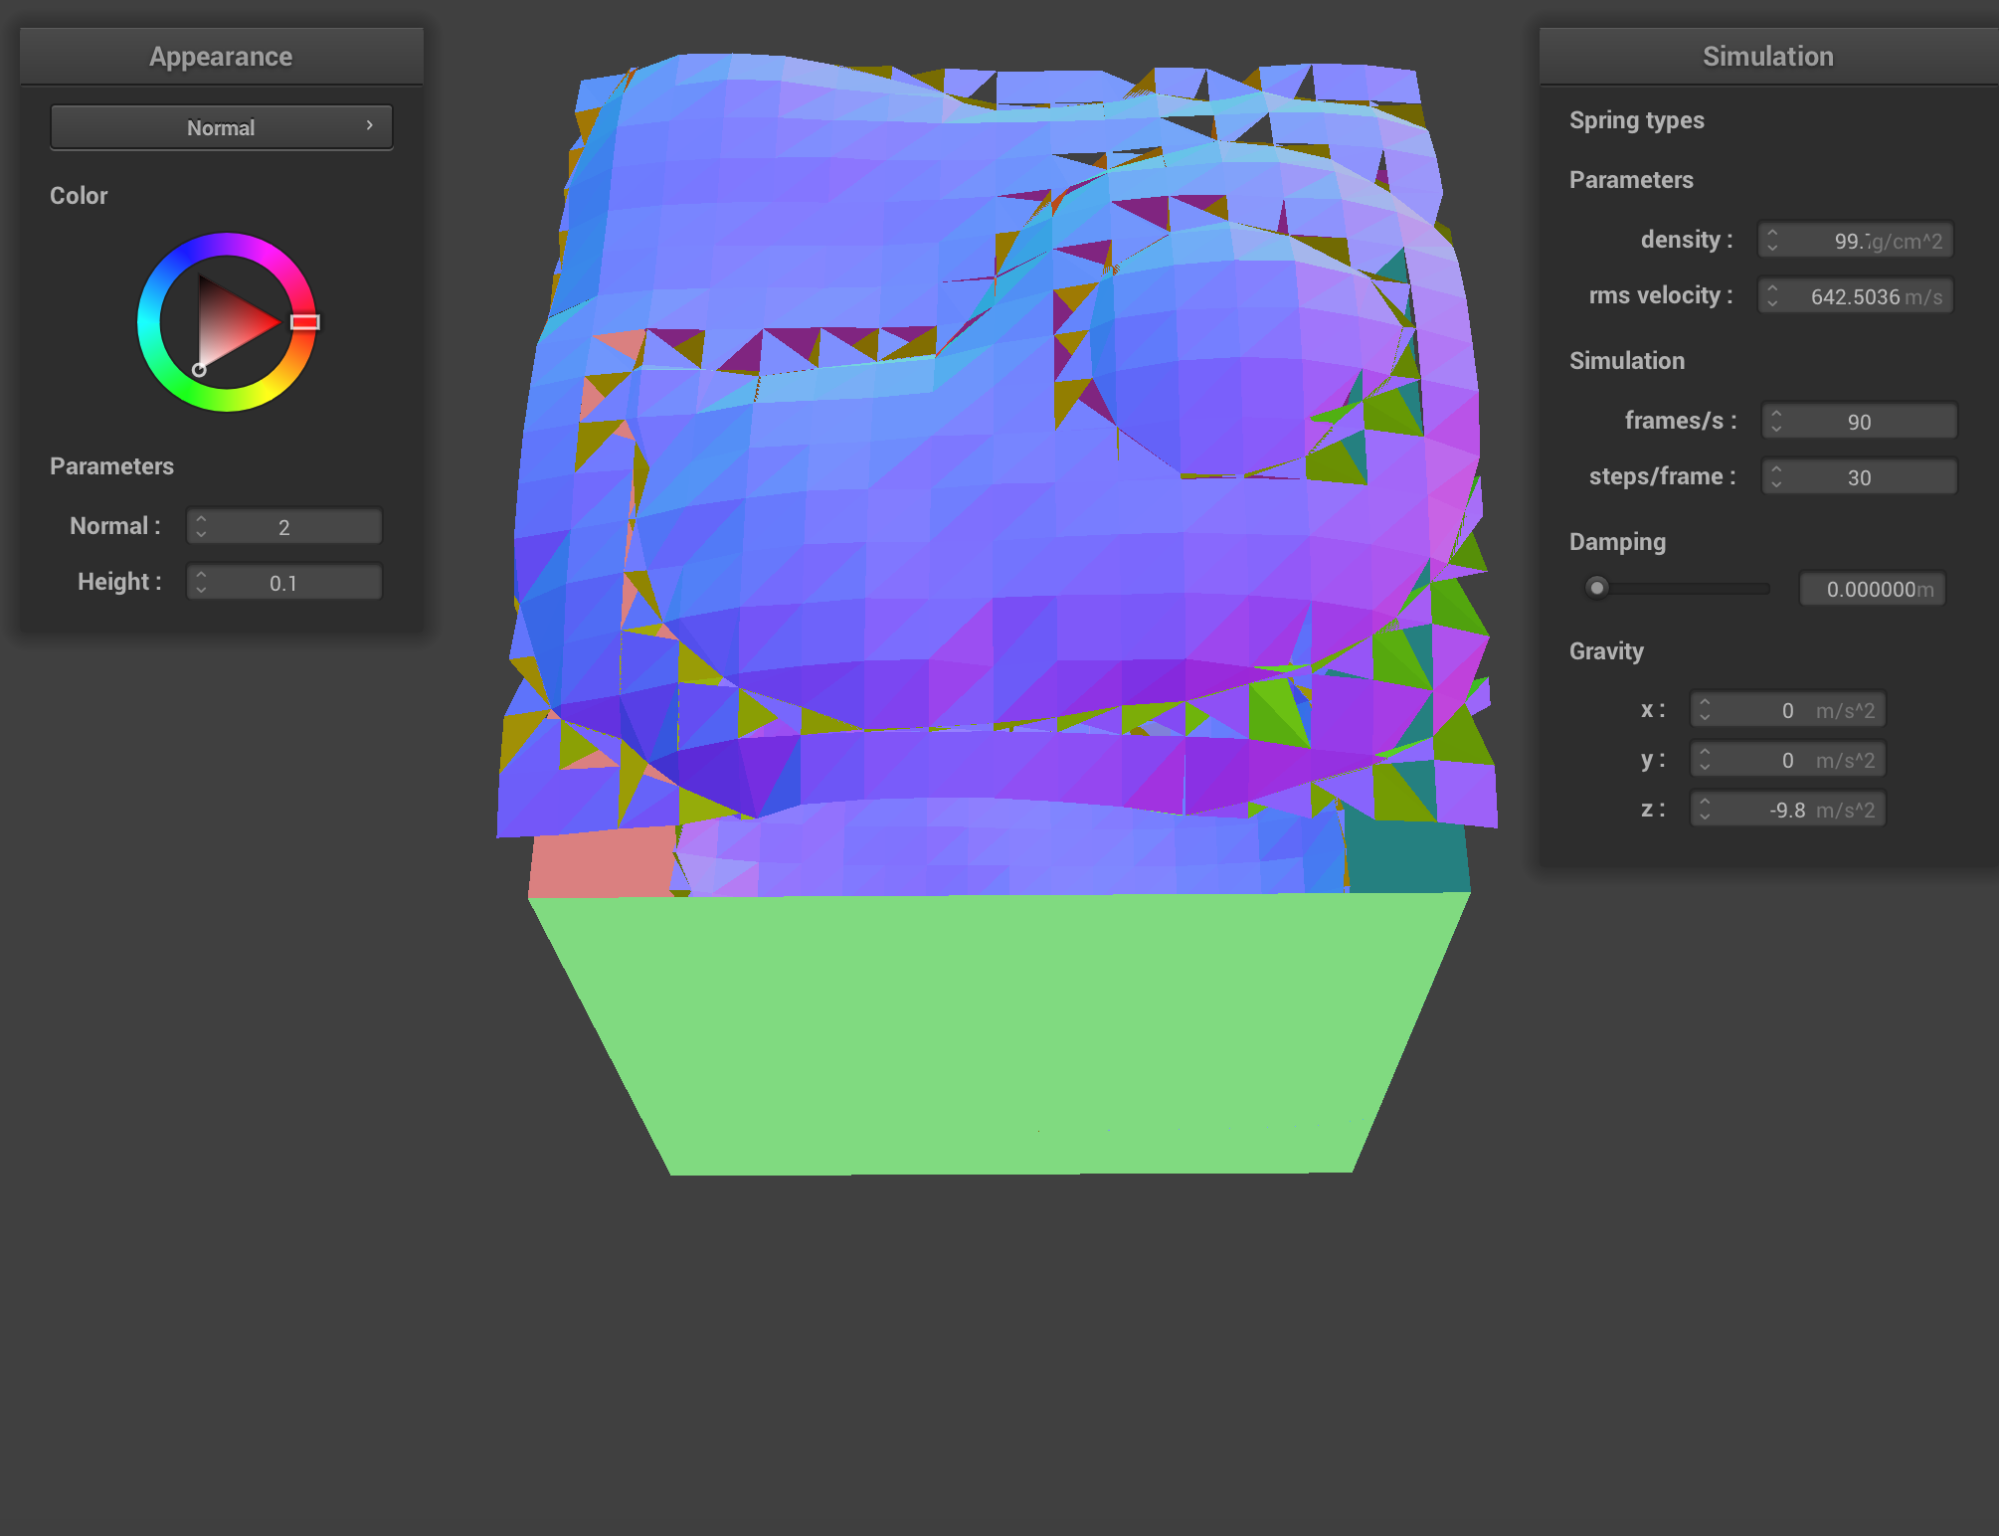 Appearance
Normal
Color
Parameters
Normal : 2
Height : 0.1
Simulation
Spring types
Parameters
density : 99. g/cm^2
rms velocity : 642.5036 m/s
Simulation
frames/s : 90
steps/frame : 30
Damping
0.000000m
Gravity
x : 0 m/s^2
y : 0 m/s^2
z : -9.8 m/s^2